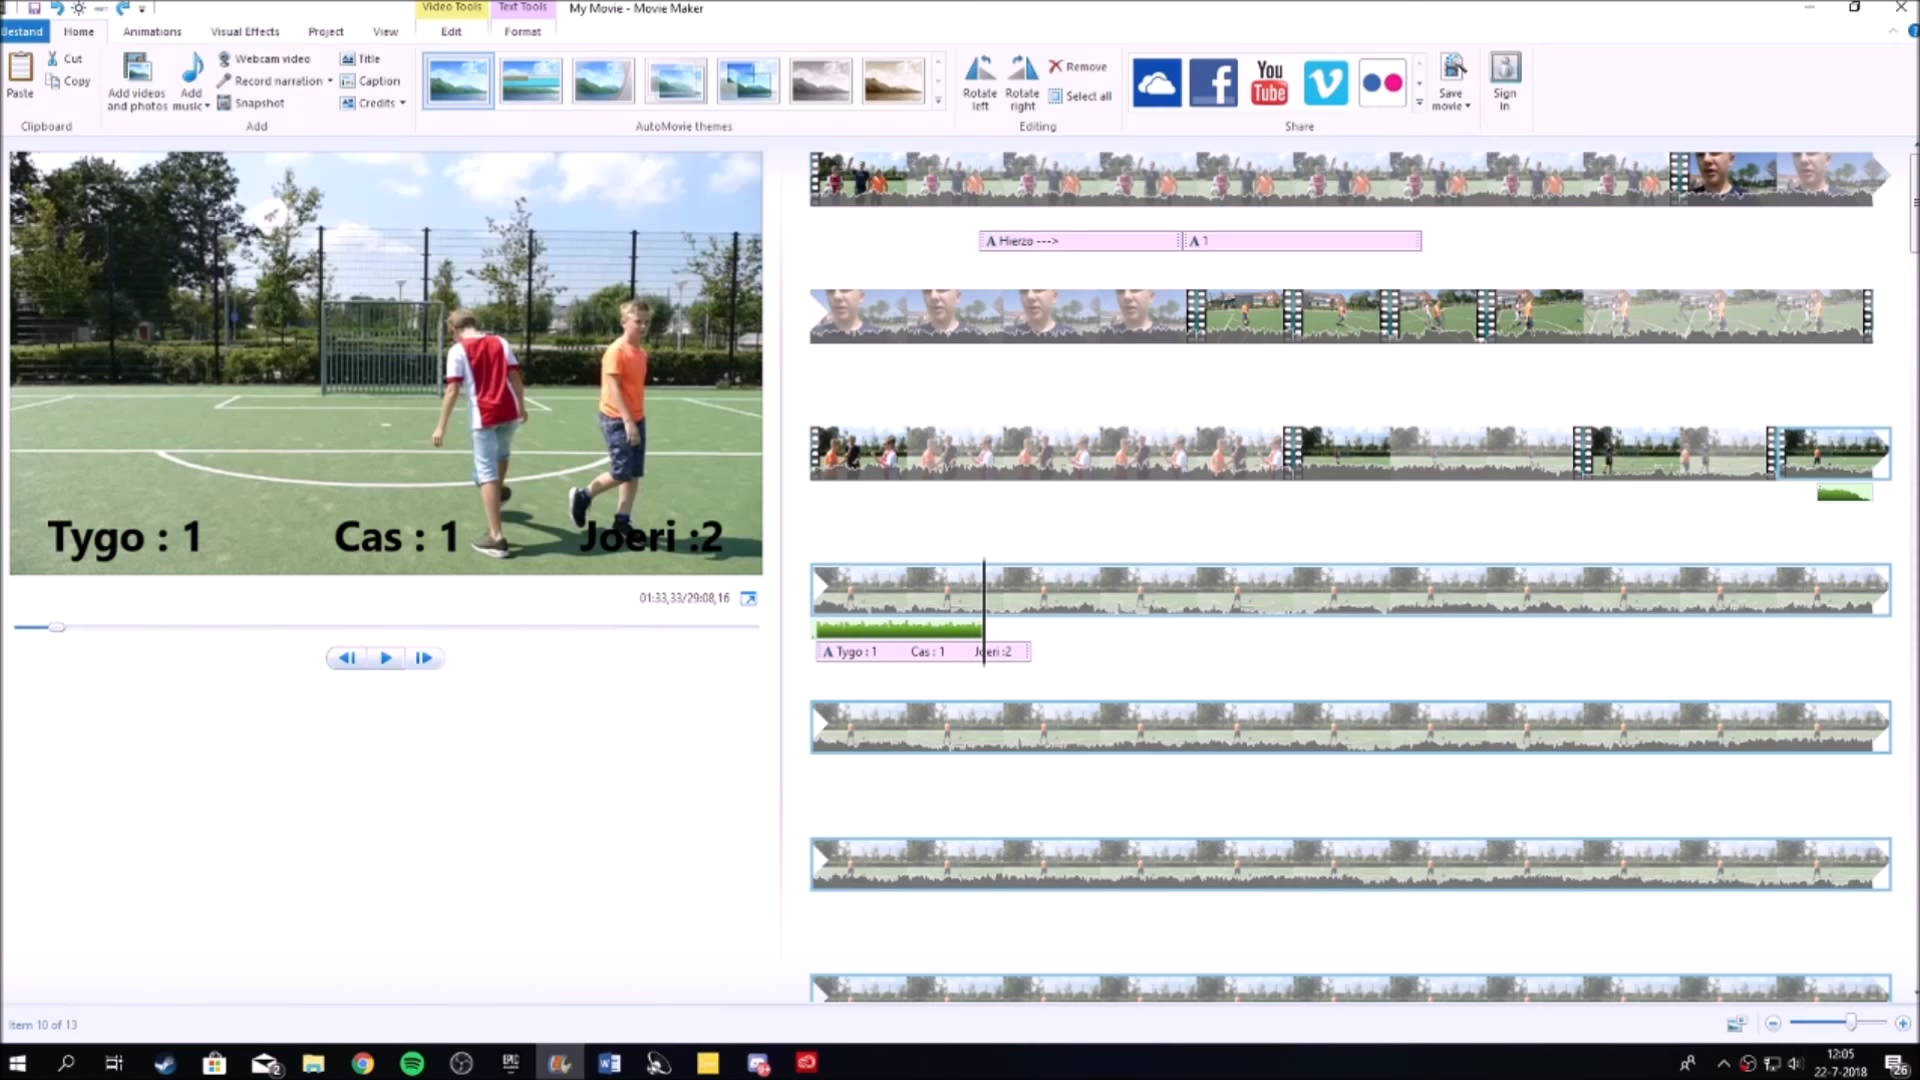 Video Tools Text Tools My Movie - Movie Maker
Bestand Home Animations Visual Effects Project View Edit Format
Paste
Cut
Copy
Clipboard
Add videos and photos
Add music
Webcam video
Record narration
Snapshot
Title
Caption
Credits
Add
AutoMovie themes
Rotate left
Rotate right
Remove
Select all
Editing
You Tube
Share
Save movie
Sign in
A Hierzo --->
A 1
Tygo : 1 Cas : 1 Joeri :2
01:33,33/29:08,16
A Tygo : 1 Cas : 1 Joeri :2
Item 10 of 13
2
EPIC GAMES
12:05
22-7-2018
26